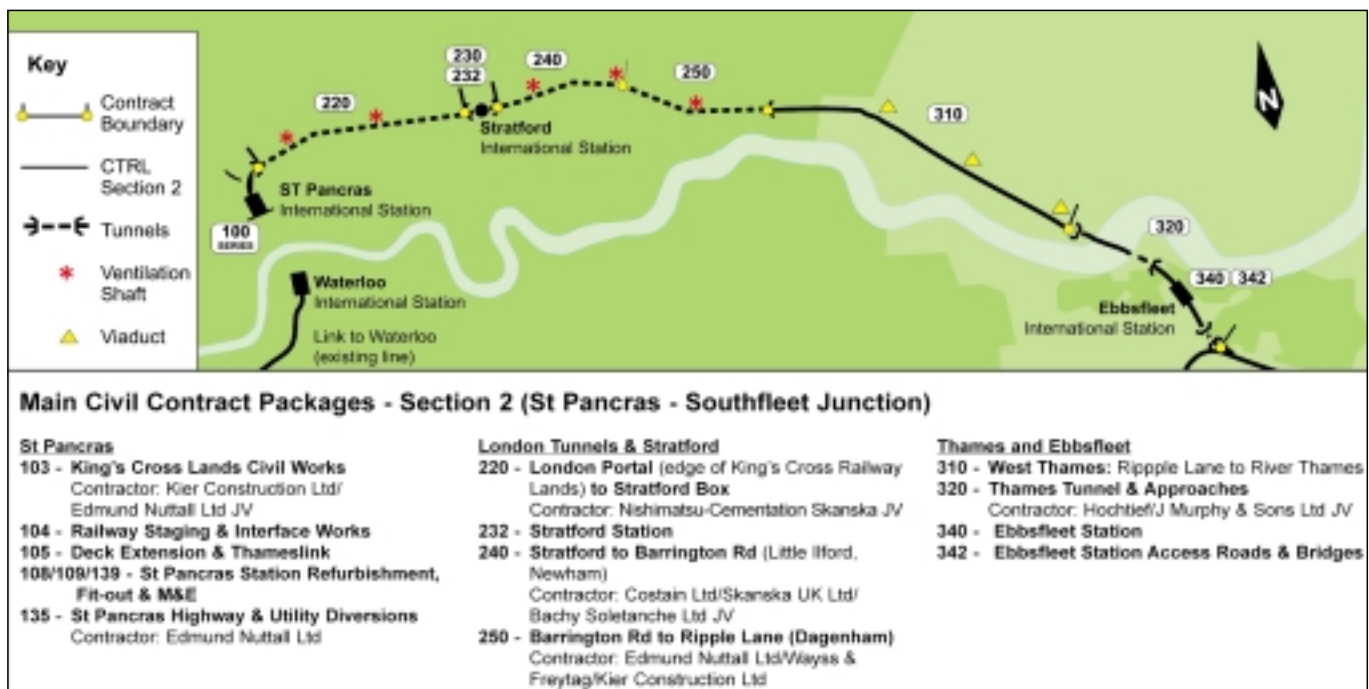 Key
Contract
Boundary
CTRL
Section 2
Tunnels
Ventilation
Shaft
Viaduct
230
232
240
250
220
310
Stratford
International Station
ST Pancras
International Station
100
SERIES
320
Waterloo
International Station
340 342
Ebbsfleet
International Station
Link to Waterloo
(existing line)
N
Main Civil Contract Packages - Section 2 (St Pancras - Southfleet Junction)
St Pancras
103 - King's Cross Lands Civil Works
Contractor: Kier Construction Ltd/
Edmund Nuttall Ltd JV
104 - Railway Staging & Interface Works
105 - Deck Extension & Thameslink
108/109/139 - St Pancras Station Refurbishment,
Fit-out & M&E
135 - St Pancras Highway & Utility Diversions
Contractor: Edmund Nuttall Ltd
London Tunnels & Stratford
220 - London Portal (edge of King's Cross Railway
Lands) to Stratford Box
Contractor: Nishimatsu-Cementation Skanska JV
232 - Stratford Station
240 - Stratford to Barrington Rd (Little Ilford,
Newham)
Contractor: Costain Ltd/Skanska UK Ltd/
Bachy Soletanche Ltd JV
250 - Barrington Rd to Ripple Lane (Dagenham)
Contractor: Edmund Nuttall Ltd/Wayss &
Freytag/Kier Construction Ltd
Thames and Ebbsfleet
310 - West Thames: Rippple Lane to River Thames
320 - Thames Tunnel & Approaches
Contractor: Hochtief/J Murphy & Sons Ltd JV
340 - Ebbsfleet Station
342 - Ebbsfleet Station Access Roads & Bridges